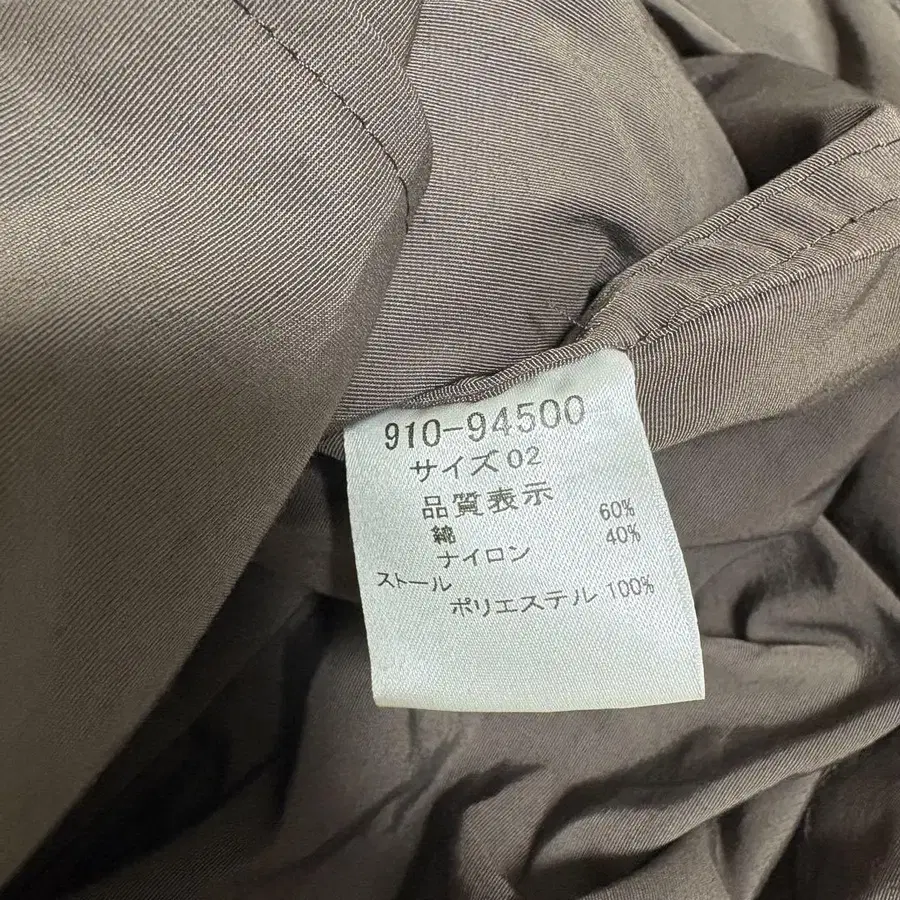 910-94500
サイズ02
品質表示
綿 60%
ナイロン 40%
ストール
ポリエステル 100%